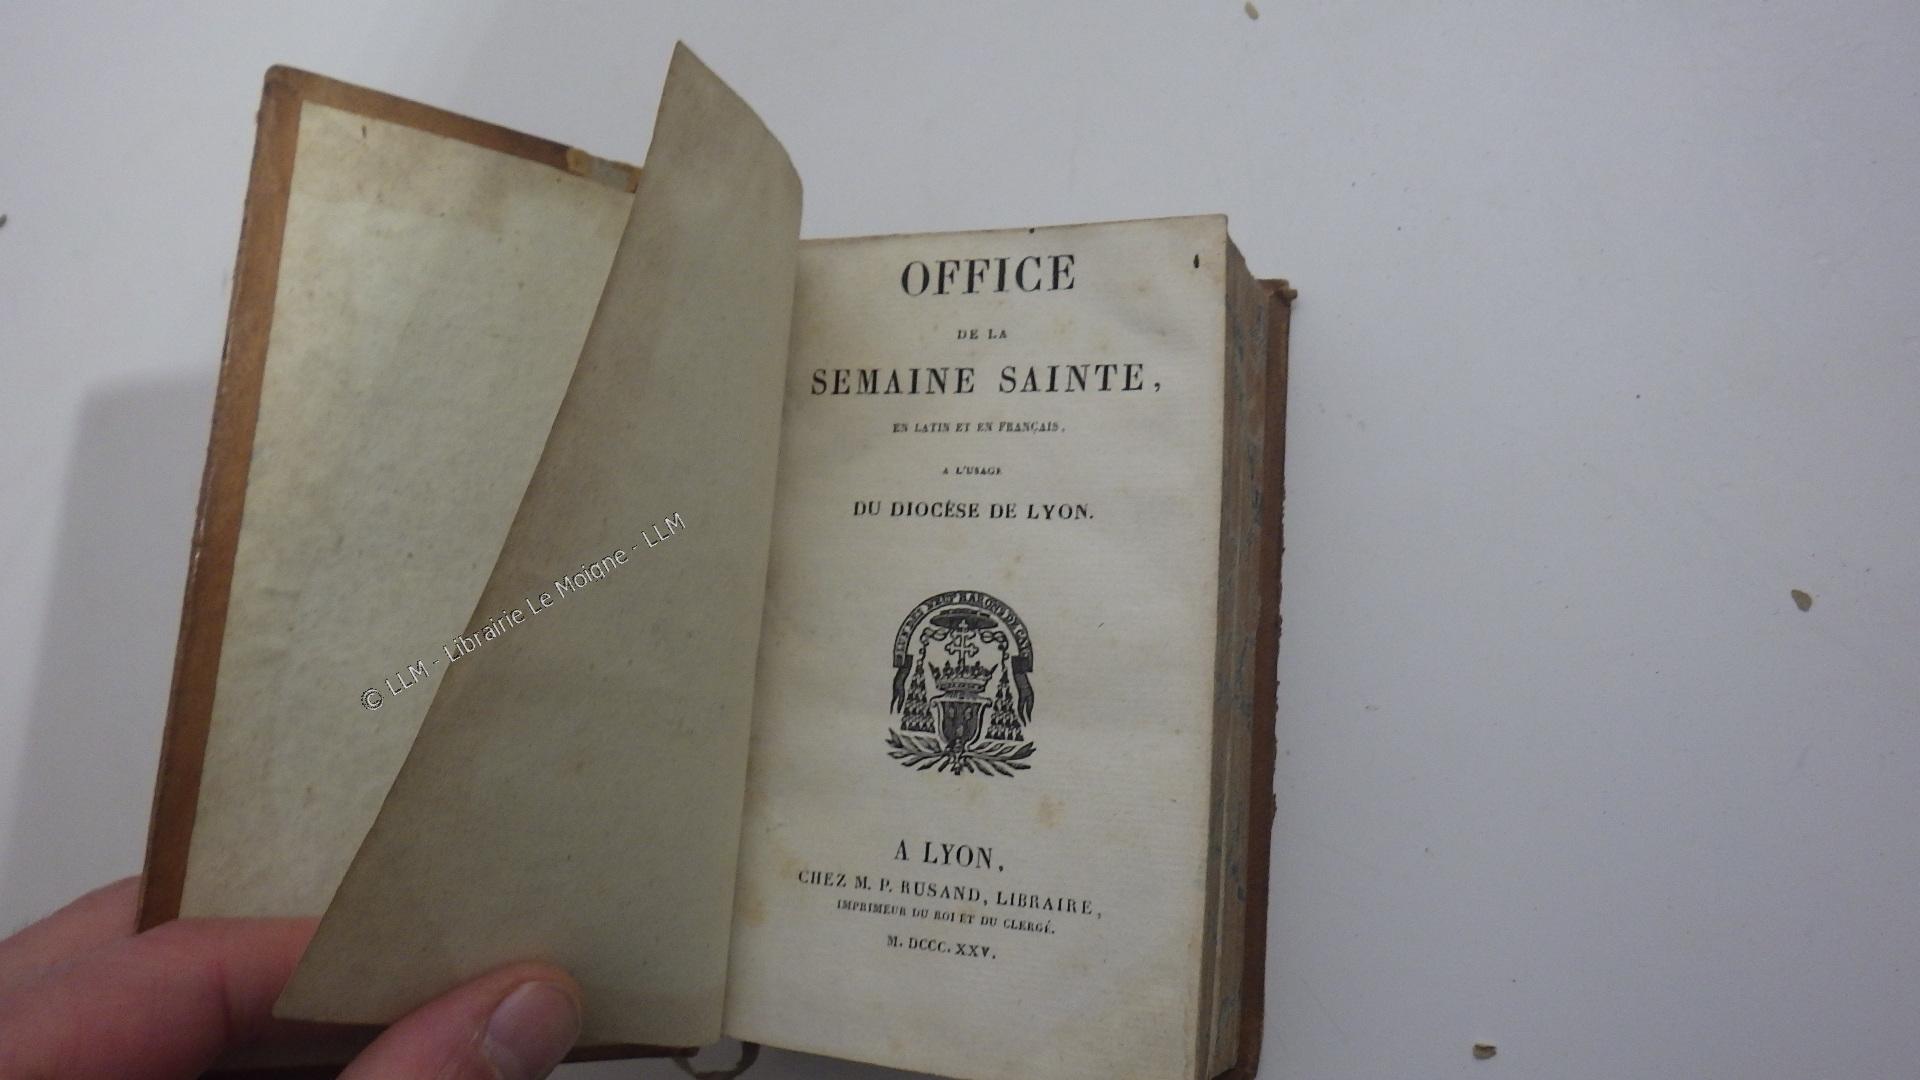 OFFICE
DE LA
SEMAINE SAINTE,
EN LATIN ET EN FRANÇAIS,
A L'USAGE
DU DIOCÈSE DE LYON.
A LYON,
CHEZ M. P. RUSAND, LIBRAIRE,
IMPRIMEUR DU ROI ET DU CLERGÉ.
M. DCCC. XXV.
© LLM - Librairie Le Moigne - LLM